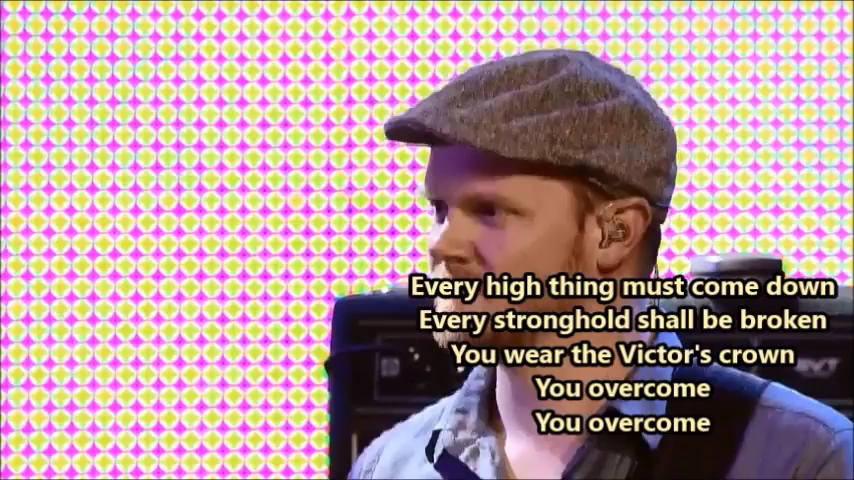 Every high thing must come down
Every stronghold shall be broken
You wear the Victor's crown
You overcome
You overcome